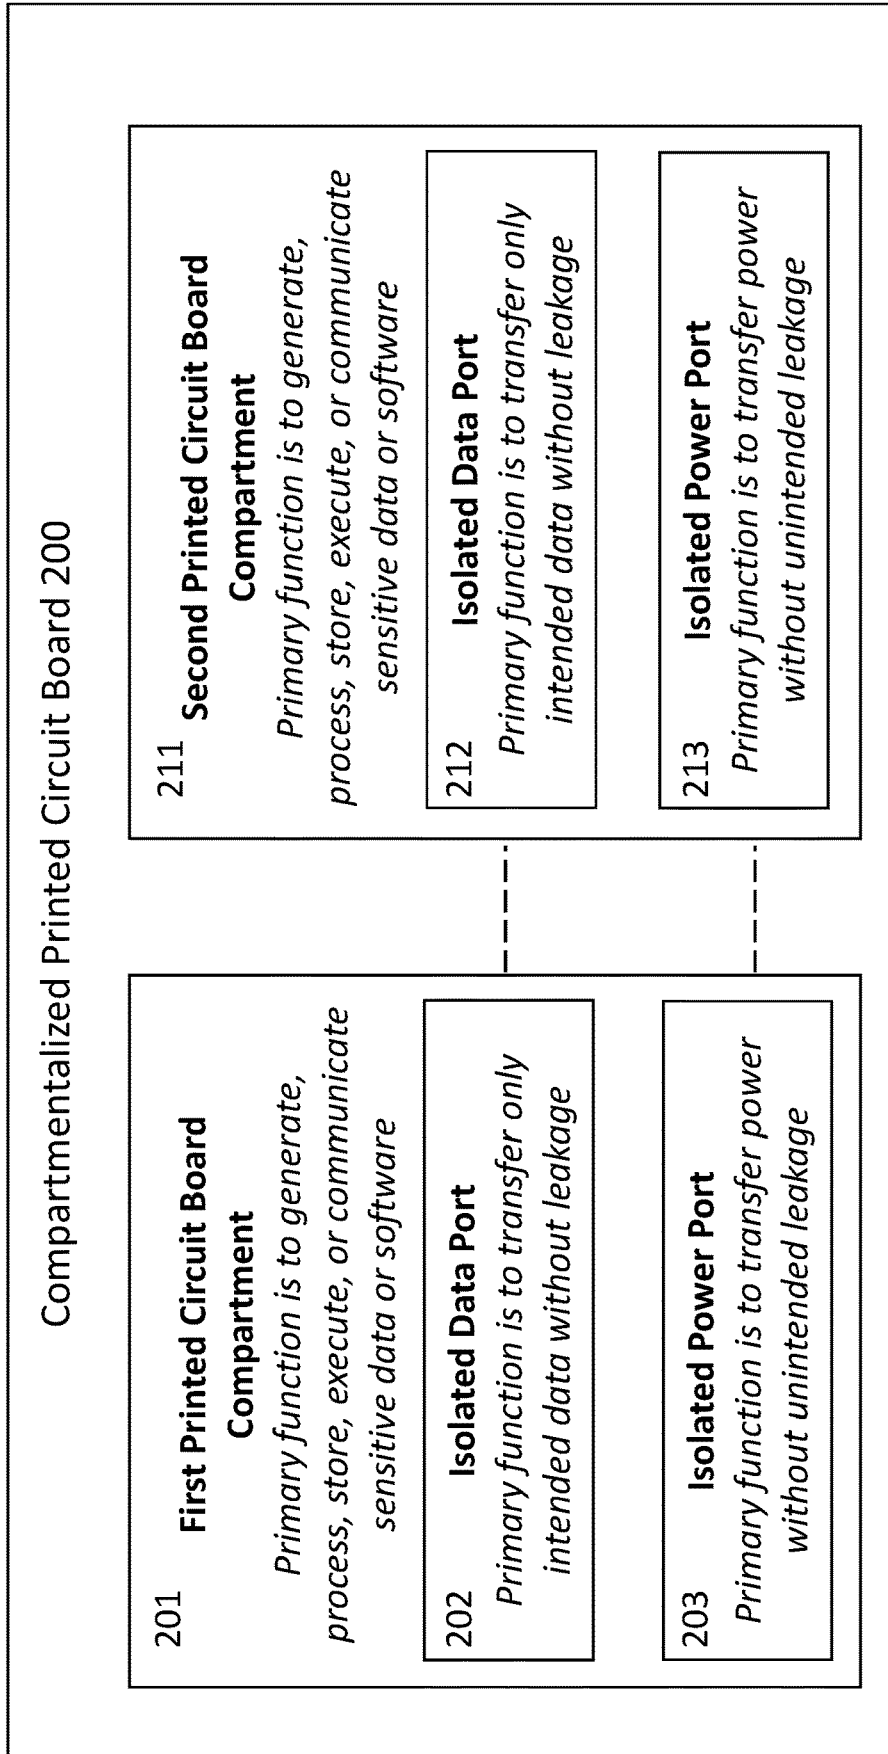 Compartmentalized Printed Circuit Board 200
201
First Printed Circuit Board
Compartment
Primary function is to generate,
process, store, execute, or communicate
sensitive data or software
202
Isolated Data Port
Primary function is to transfer only
intended data without leakage
203
Isolated Power Port
Primary function is to transfer power
without unintended leakage
211
Second Printed Circuit Board
Compartment
Primary function is to generate,
process, store, execute, or communicate
sensitive data or software
212
Isolated Data Port
Primary function is to transfer only
intended data without leakage
213
Isolated Power Port
Primary function is to transfer power
without unintended leakage